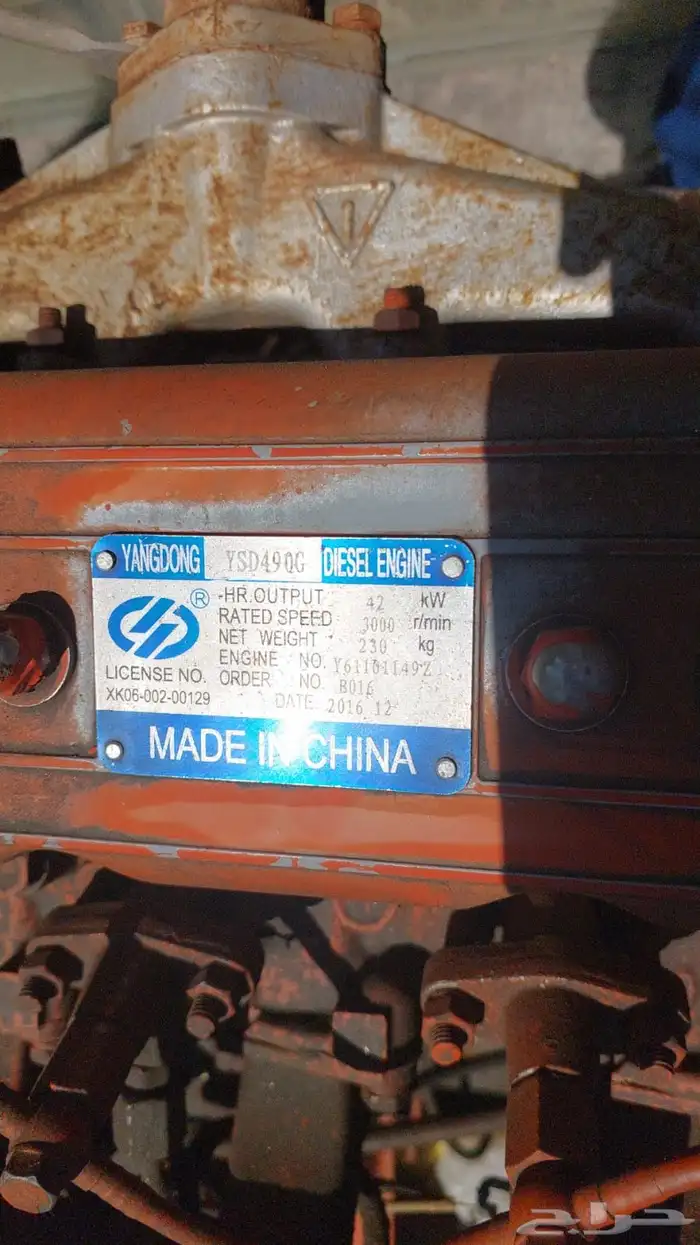 YANGDONG YSD490G DIESEL ENGINE
-HR.OUTPUT 42 kW
RATED SPEED 3000 r/min
NET WEIGHT 230 kg
ENGINE NO. Y61101149Z
LICENSE NO. ORDER NO. B016
XK06-002-00129 DATE 2016 12
MADE IN CHINA
حراج